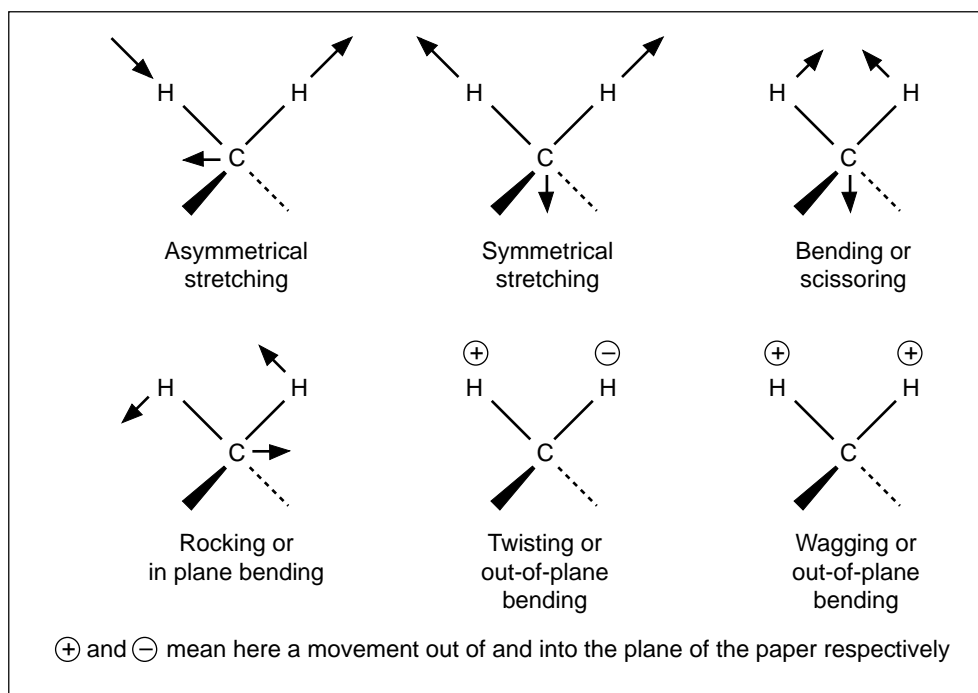 H H
C
Asymmetrical
stretching
H H
C
Symmetrical
stretching
H H
C
Bending or
scissoring
H H
C
Rocking or
in plane bending
+ −
H H
C
Twisting or
out-of-plane
bending
+ +
H H
C
Wagging or
out-of-plane
bending
⊕ and ⊖ mean here a movement out of and into the plane of the paper respectively